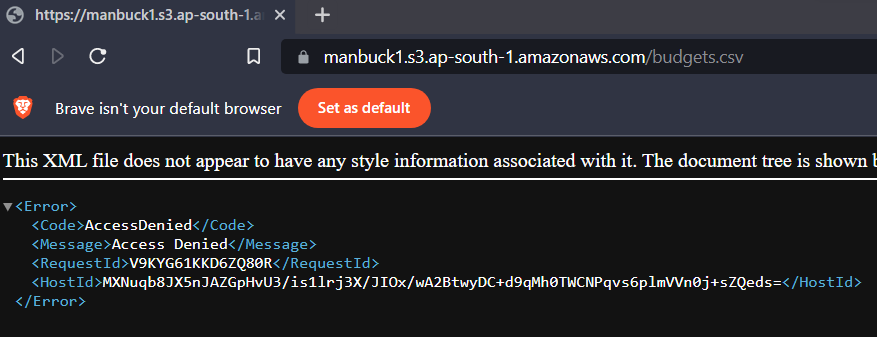 https://manbuck1.s3.ap-south-1.a
manbuck1.s3.ap-south-1.amazonaws.com/budgets.csv
Brave isn't your default browser Set as default
This XML file does not appear to have any style information associated with it. The document tree is shown
<Error>
<Code>AccessDenied</Code>
<Message>Access Denied</Message>
<RequestId>V9KYG61KKD6ZQ80R</RequestId>
<HostId>MXNuqb8JX5nJAZGpHvU3/is1lrj3X/JIOx/wA2BtwyDC+d9qMh0TWCNPqvs6plmVVn0j+sZQeds=</HostId>
</Error>